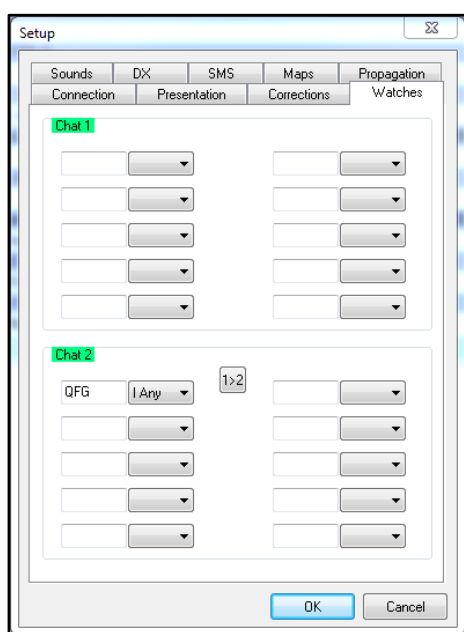 Setup
Sounds DX SMS Maps Propagation
Connection Presentation Corrections Watches
Chat 1
Chat 2
1>2
QFG I Any
OK Cancel